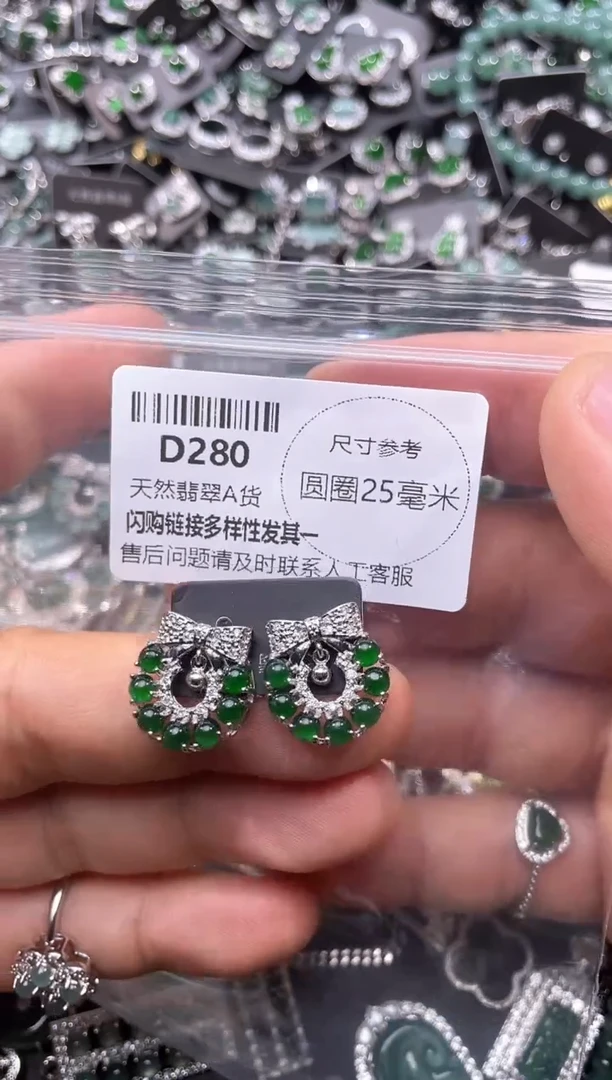 D280
天然翡翠A货
闪购链接多样性发其一
售后问题请及时联系人工客服
尺寸参考
圆圈25毫米